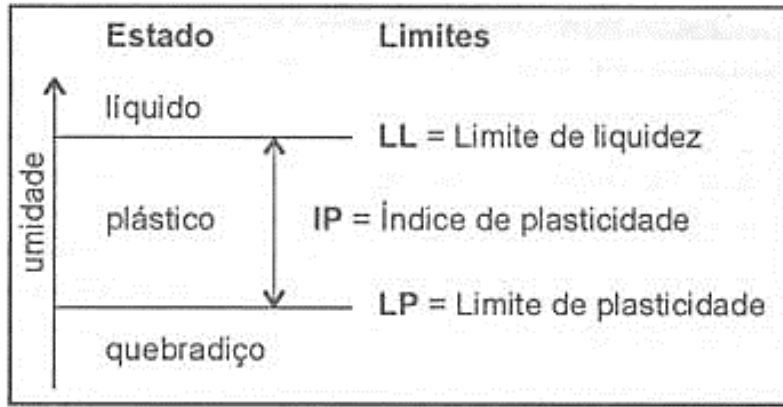 Estado Limites
líquido
LL = Limite de liquidez
umidade
plástico
IP = Índice de plasticidade
LP = Limite de plasticidade
quebradiço